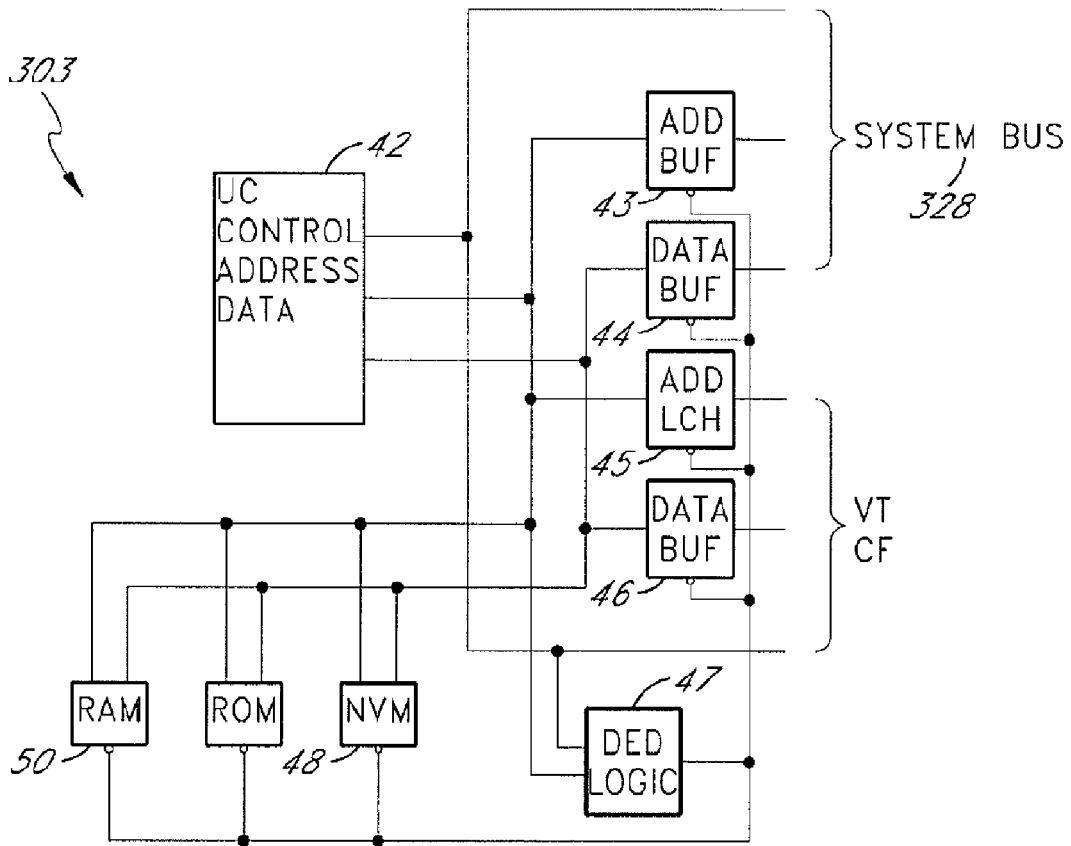 303
42
UC
CONTROL
ADDRESS
DATA
ADD
BUF
43
DATA
BUF
44
SYSTEM BUS
328
ADD
LCH
45
DATA
BUF
46
VT
CF
RAM
50
ROM
NVM
48
47
DED
LOGIC